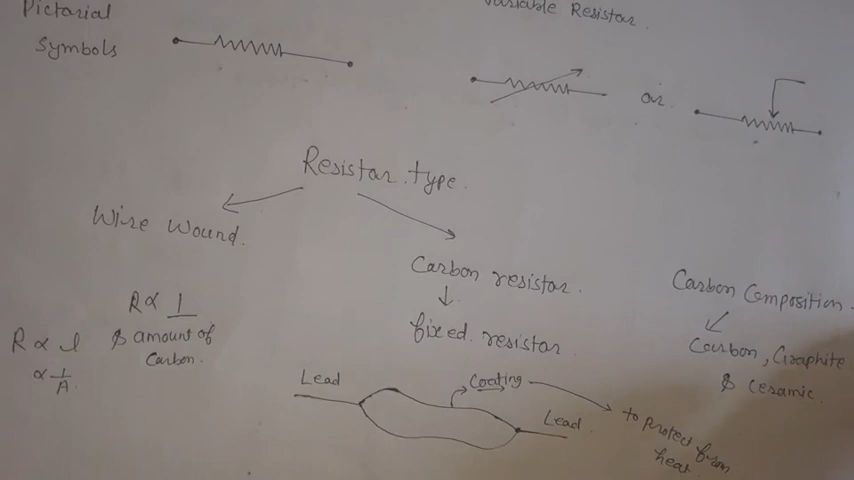 Pictorial
Symbols
Variable Resistor.
or
Resistor type.
Wire Wound.
Carbon resistor.
fixed resistor
Carbon Composition.
Carbon, Graphite
& Ceramic.
R ∝ 1
& amount of
Carbon.
R ∝ l
∝ 1/A.
Lead
Coating
Lead
to protect from
heat